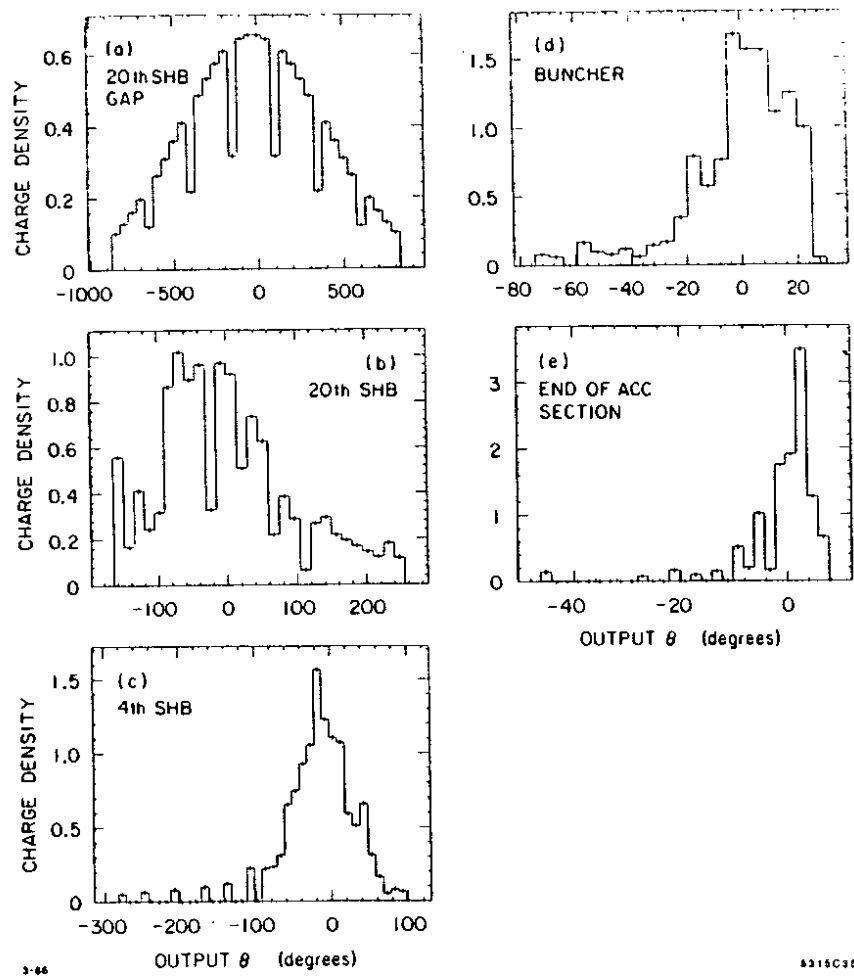 (a)
20th SHB
GAP
CHARGE DENSITY
0.6
0.4
0.2
0
-1000
-500
0
500
(b)
20th SHB
CHARGE DENSITY
1.0
0.8
0.6
0.4
0.2
0
-100
0
100
200
(c)
4th SHB
CHARGE DENSITY
1.5
1.0
0.5
0
-300
-200
-100
0
100
OUTPUT θ (degrees)
(d)
BUNCHER
1.5
1.0
0.5
0
-80
-60
-40
-20
0
20
(e)
END OF ACC
SECTION
3
2
1
0
-40
-20
0
OUTPUT θ (degrees)
3-86